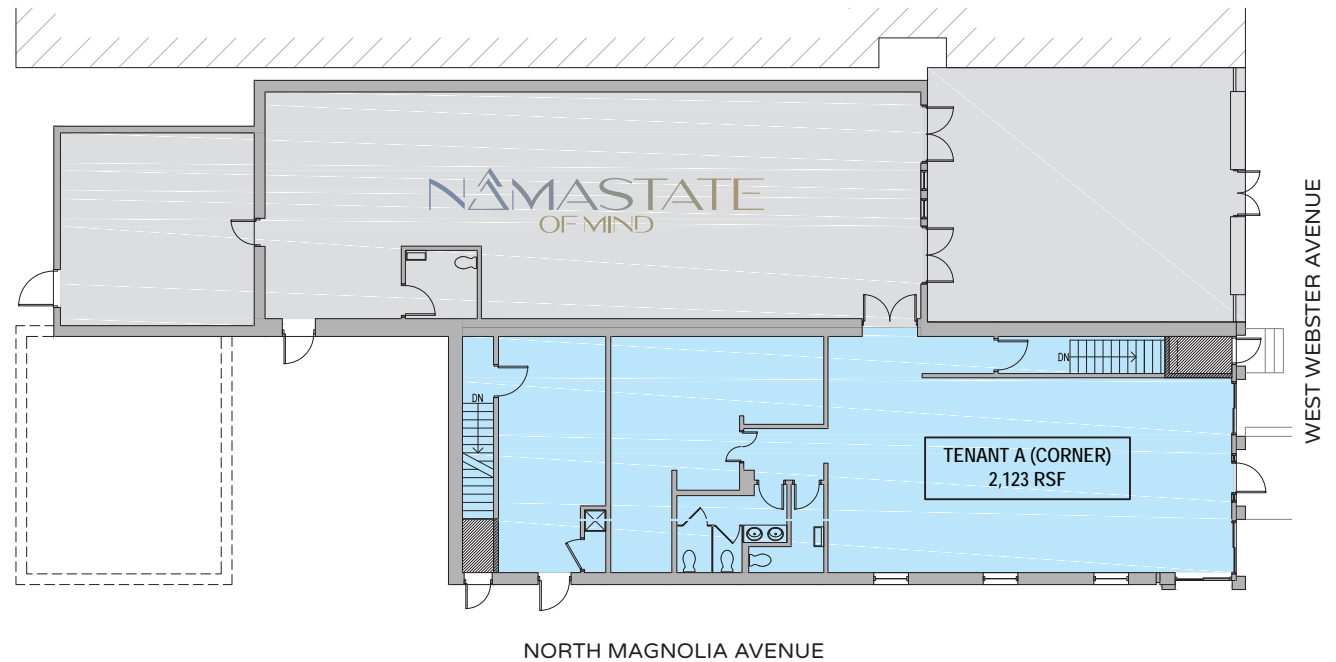 NAMASTATE
OF MIND
WEST WEBSTER AVENUE
DN
DN
TENANT A (CORNER)
2,123 RSF
NORTH MAGNOLIA AVENUE